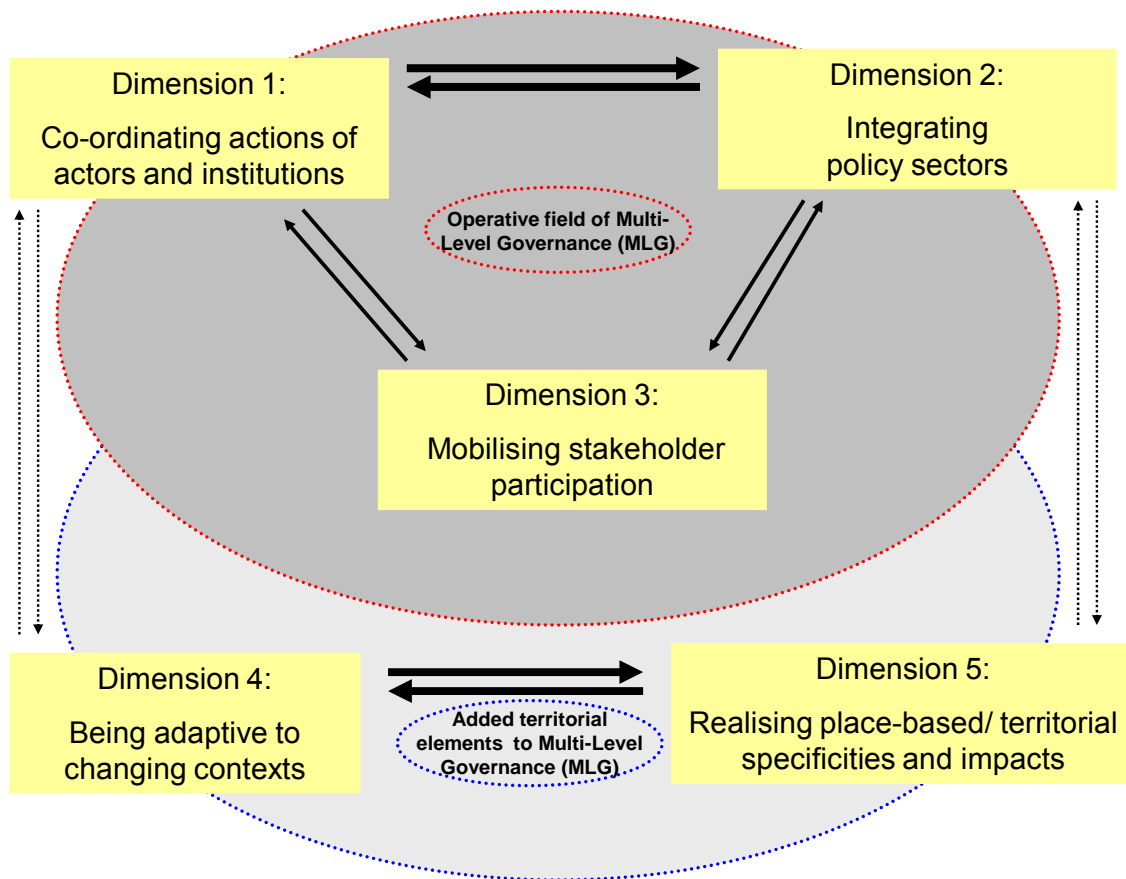 Dimension 1:
Co-ordinating actions of
actors and institutions
Dimension 2:
Integrating
policy sectors
Operative field of Multi-
Level Governance (MLG)
Dimension 3:
Mobilising stakeholder
participation
Dimension 4:
Being adaptive to
changing contexts
Added territorial
elements to Multi-Level
Governance (MLG)
Dimension 5:
Realising place-based/ territorial
specificities and impacts